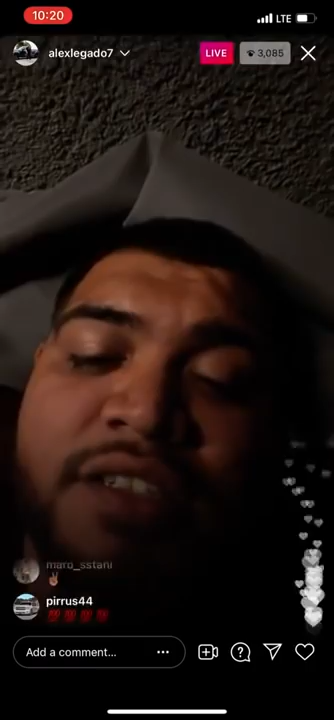 10:20
LTE
alexlegado7
LIVE
3,085
maro_sstani
✌🏽
pirrus44
💯💯💯💯
Add a comment...